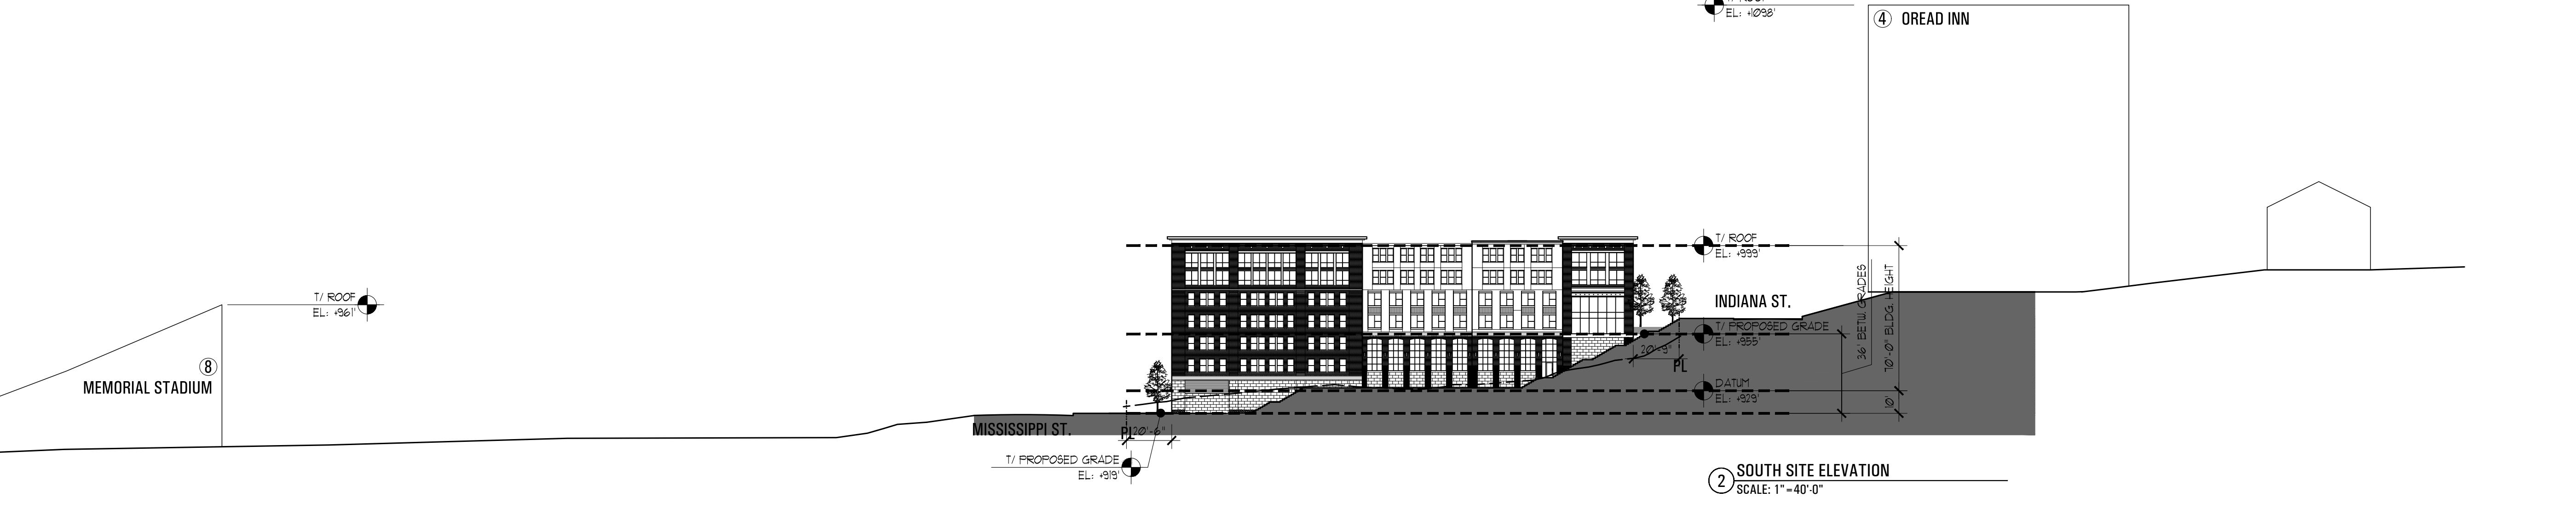 EL: +1098'
4 OREAD INN
T/ ROOF
EL: +999'
T/ ROOF
EL: +961'
INDIANA ST.
T/ PROPOSED GRADE
EL: +955'
36' BETW. GRADES
70'-0" BLDG. HEIGHT
10'
20'-9"
PL
8
MEMORIAL STADIUM
DATUM
EL: +929'
MISSISSIPPI ST.
PL
20'-6"
T/ PROPOSED GRADE
EL: +919'
2 SOUTH SITE ELEVATION
SCALE: 1"=40'-0"